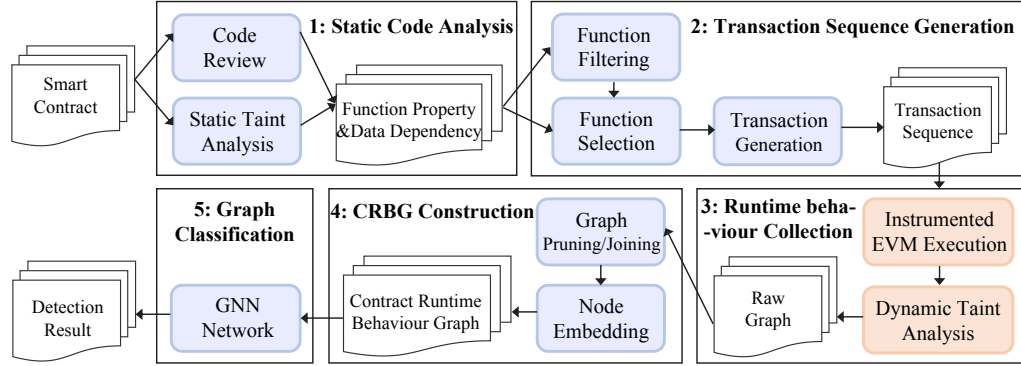 1: Static Code Analysis
Smart
Contract
Code
Review
Static Taint
Analysis
Function Property
&Data Dependency
2: Transaction Sequence Generation
Function
Filtering
Function
Selection
Transaction
Generation
Transaction
Sequence
3: Runtime beha-
-viour Collection
Instrumented
EVM Execution
Dynamic Taint
Analysis
Raw
Graph
4: CRBG Construction
Graph
Pruning/Joining
Node
Embedding
Contract Runtime
Behaviour Graph
5: Graph
Classification
GNN
Network
Detection
Result